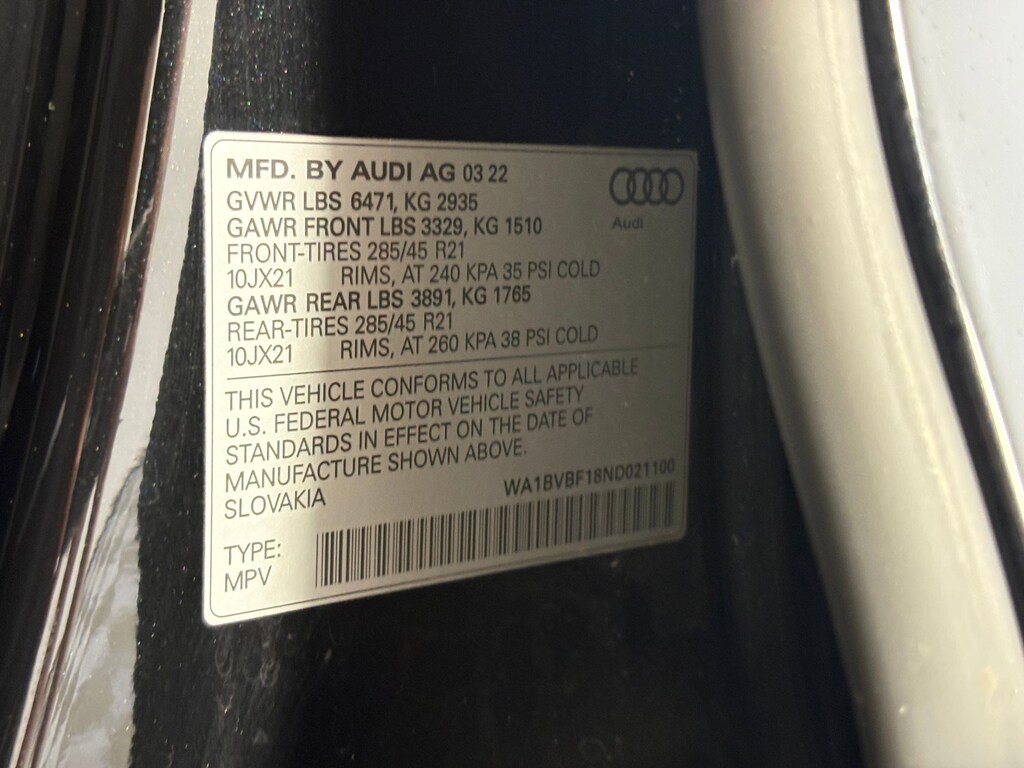 MFD. BY AUDI AG 03 22
GVWR LBS 6471, KG 2935
GAWR FRONT LBS 3329, KG 1510
FRONT-TIRES 285/45 R21
10JX21 RIMS, AT 240 KPA 35 PSI COLD
GAWR REAR LBS 3891, KG 1765
REAR-TIRES 285/45 R21
10JX21 RIMS, AT 260 KPA 38 PSI COLD
Audi
THIS VEHICLE CONFORMS TO ALL APPLICABLE
U.S. FEDERAL MOTOR VEHICLE SAFETY
STANDARDS IN EFFECT ON THE DATE OF
MANUFACTURE SHOWN ABOVE.
SLOVAKIA
WA1BVBF18ND021100
TYPE:
MPV